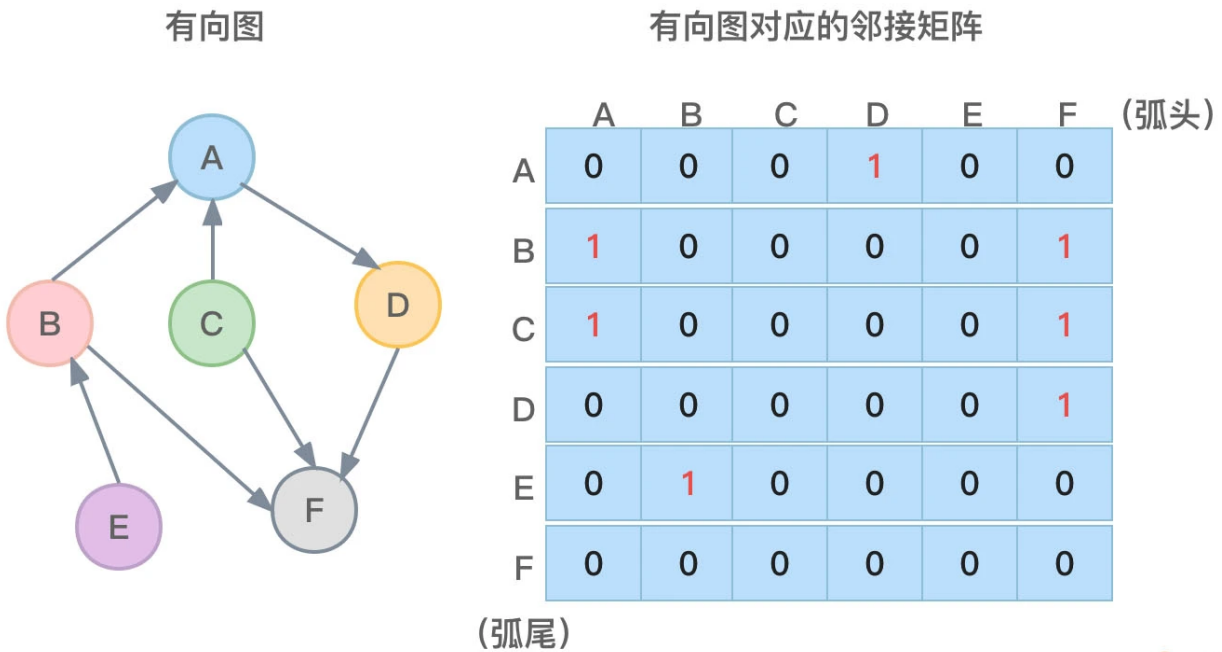 有向图
有向图对应的邻接矩阵
A
B
C
D
E
F
A B C D E F (弧头)
A 0 0 0 1 0 0
B 1 0 0 0 0 1
C 1 0 0 0 0 1
D 0 0 0 0 0 1
E 0 1 0 0 0 0
F 0 0 0 0 0 0
(弧尾)